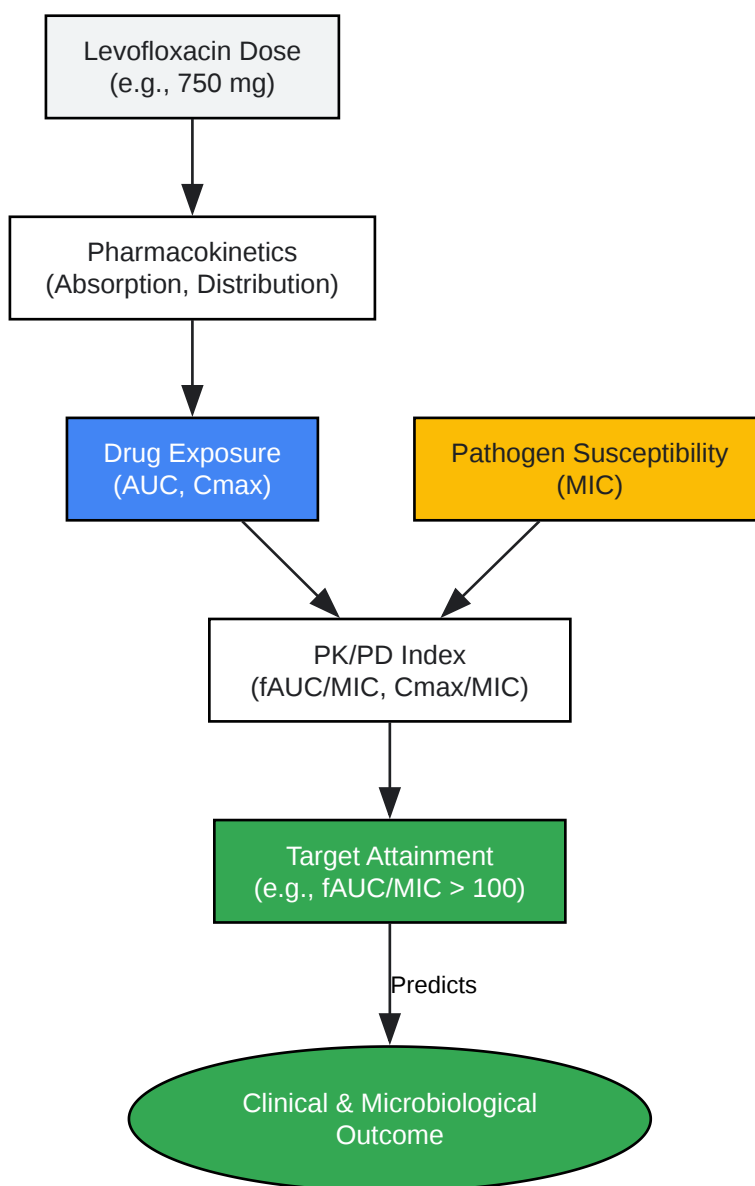 Levofloxacin Dose
(e.g., 750 mg)
Pharmacokinetics
(Absorption, Distribution)
Drug Exposure
(AUC, Cmax)
Pathogen Susceptibility
(MIC)
PK/PD Index
(fAUC/MIC, Cmax/MIC)
Target Attainment
(e.g., fAUC/MIC > 100)
Predicts
Clinical & Microbiological
Outcome